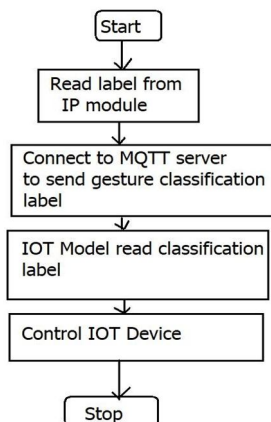 Start
Read label from
IP module
Connect to MQTT server
to send gesture classification
label
IOT Model read classification
label
Control IOT Device
Stop